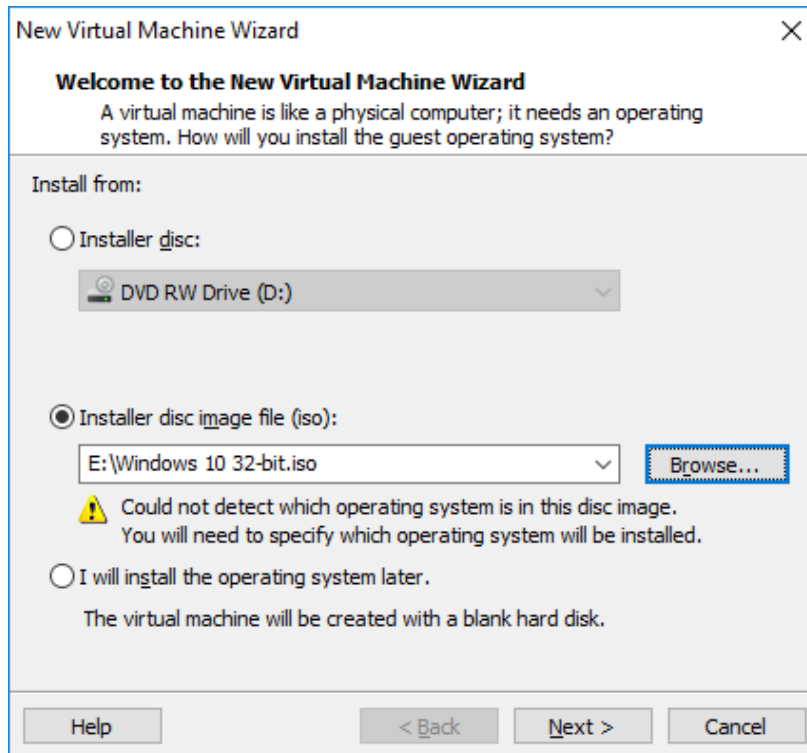 New Virtual Machine Wizard
Welcome to the New Virtual Machine Wizard
A virtual machine is like a physical computer; it needs an operating
system. How will you install the guest operating system?
Install from:
Installer disc:
DVD RW Drive (D:)
Installer disc image file (iso):
E:\Windows 10 32-bit.iso
Browse...
Could not detect which operating system is in this disc image.
You will need to specify which operating system will be installed.
I will install the operating system later.
The virtual machine will be created with a blank hard disk.
Help < Back Next > Cancel